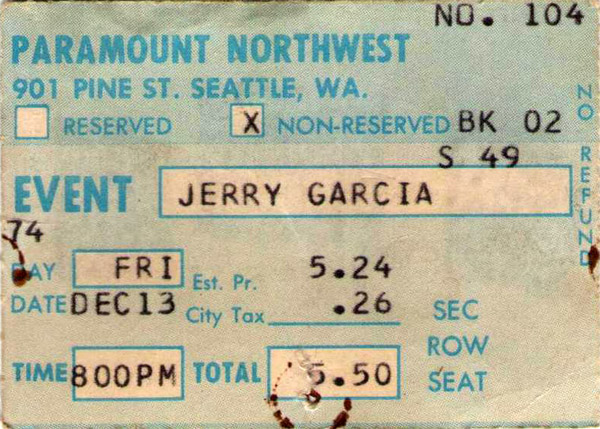 NO. 104
PARAMOUNT NORTHWEST
901 PINE ST. SEATTLE, WA.
RESERVED X NON-RESERVED BK 02
S 49
EVENT JERRY GARCIA
74
DAY FRI Est. Pr. 5.24
DATE DEC13 City Tax .26 SEC
ROW
TIME 800PM TOTAL 5.50 SEAT
NO REFUND